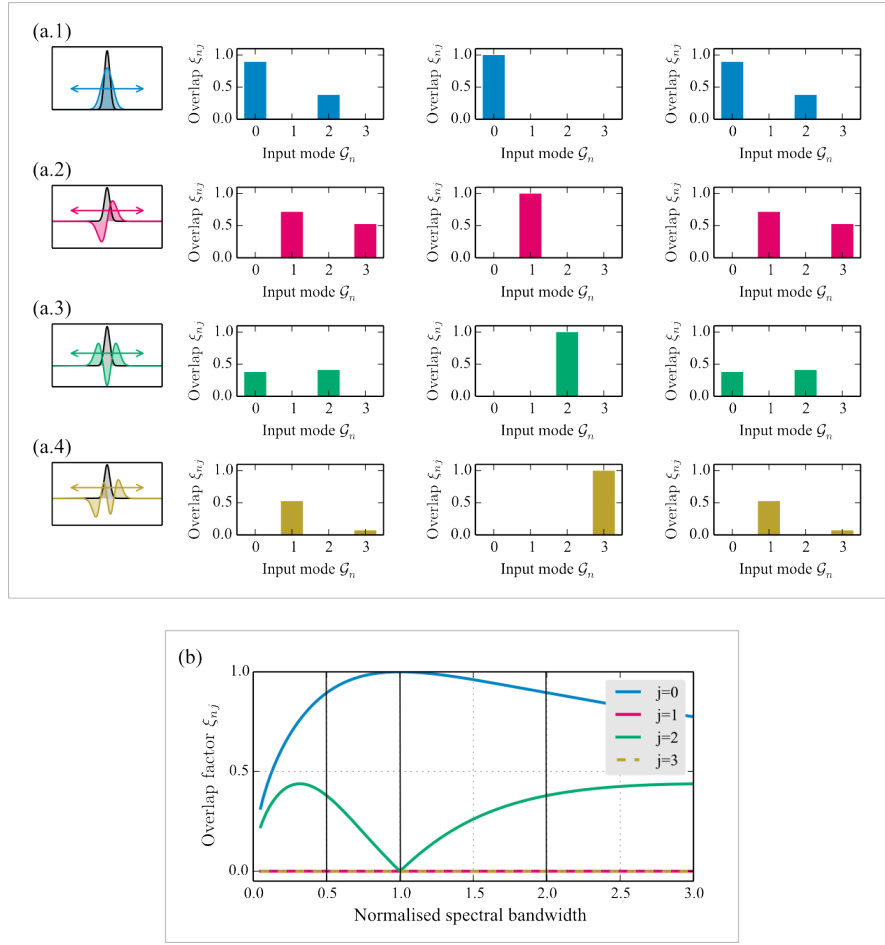 (a.1)
Overlap ξnj
1.0
0.5
0.0
0 1 2 3
Input mode 𝒢n
Overlap ξnj
1.0
0.5
0.0
0 1 2 3
Input mode 𝒢n
Overlap ξnj
1.0
0.5
0.0
0 1 2 3
Input mode 𝒢n
(a.2)
Overlap ξnj
1.0
0.5
0.0
0 1 2 3
Input mode 𝒢n
Overlap ξnj
1.0
0.5
0.0
0 1 2 3
Input mode 𝒢n
Overlap ξnj
1.0
0.5
0.0
0 1 2 3
Input mode 𝒢n
(a.3)
Overlap ξnj
1.0
0.5
0.0
0 1 2 3
Input mode 𝒢n
Overlap ξnj
1.0
0.5
0.0
0 1 2 3
Input mode 𝒢n
Overlap ξnj
1.0
0.5
0.0
0 1 2 3
Input mode 𝒢n
(a.4)
Overlap ξnj
1.0
0.5
0.0
0 1 2 3
Input mode 𝒢n
Overlap ξnj
1.0
0.5
0.0
0 1 2 3
Input mode 𝒢n
Overlap ξnj
1.0
0.5
0.0
0 1 2 3
Input mode 𝒢n
(b)
Overlap factor ξnj
1.0
0.5
0.0
j=0
j=1
j=2
j=3
0.0 0.5 1.0 1.5 2.0 2.5 3.0
Normalised spectral bandwidth